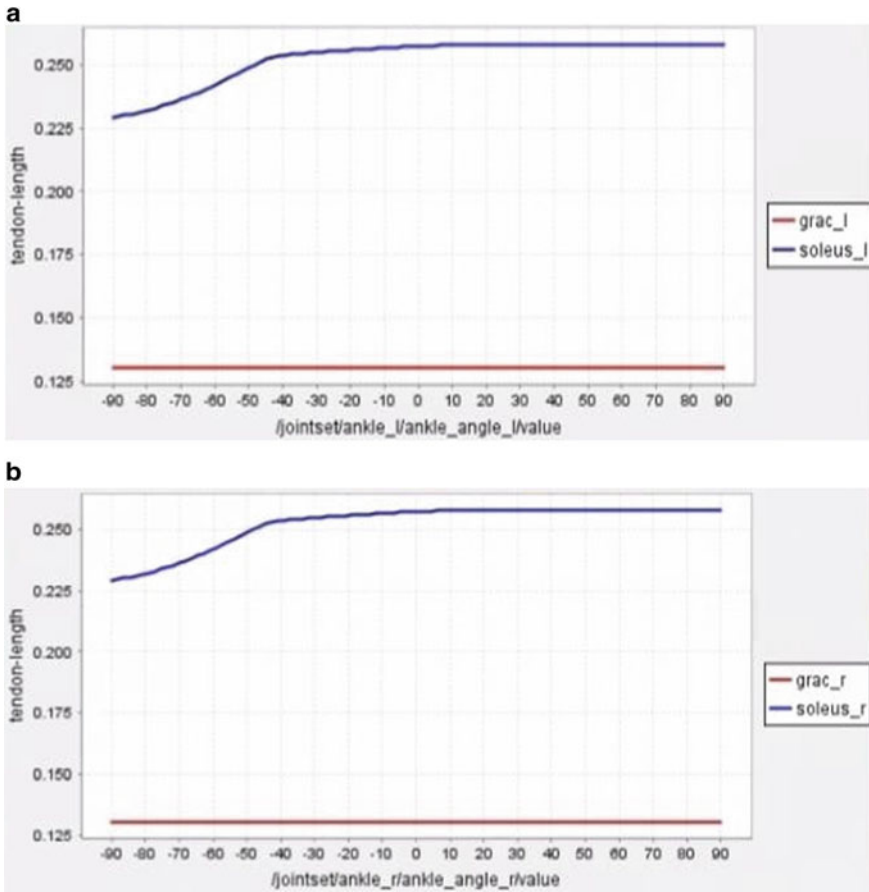 a
0.250
0.225
0.200
0.175
0.150
0.125
tendon-length
-90 -80 -70 -60 -50 -40 -30 -20 -10 0 10 20 30 40 50 60 70 80 90
/jointset/ankle_l/ankle_angle_l/value
grac_l
soleus_l
b
0.250
0.225
0.200
0.175
0.150
0.125
tendon-length
-90 -80 -70 -60 -50 -40 -30 -20 -10 0 10 20 30 40 50 60 70 80 90
/jointset/ankle_r/ankle_angle_r/value
grac_r
soleus_r